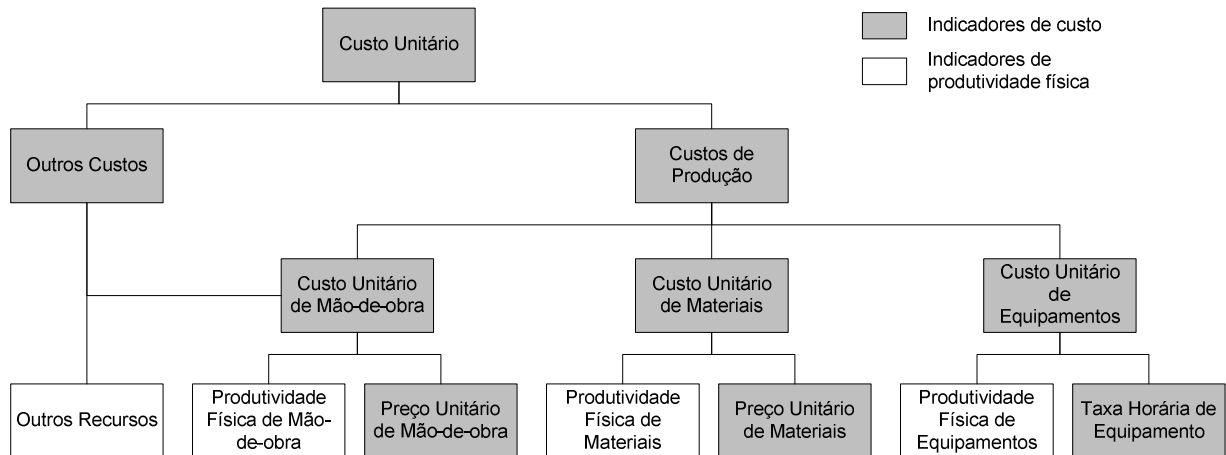 Custo Unitário
Indicadores de custo
Indicadores de
produtividade física
Outros Custos
Custos de
Produção
Custo Unitário
de Mão-de-obra
Custo Unitário
de Materiais
Custo Unitário
de
Equipamentos
Outros Recursos
Produtividade
Física de Mão-
de-obra
Preço Unitário
de Mão-de-obra
Produtividade
Física de
Materiais
Preço Unitário
de Materiais
Produtividade
Física de
Equipamentos
Taxa Horária de
Equipamento